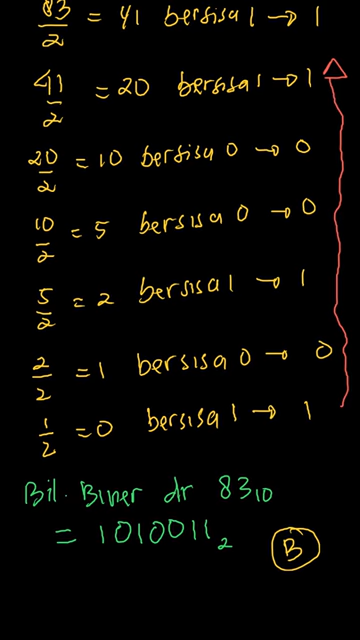 83/2 = 41 bersisa 1 → 1
41/2 = 20 bersisa 1 → 1
20/2 = 10 bersisa 0 → 0
10/2 = 5 bersisa 0 → 0
5/2 = 2 bersisa 1 → 1
2/2 = 1 bersisa 0 → 0
1/2 = 0 bersisa 1 → 1
Bil. Biner dr 83₁₀
= 1010011₂
B